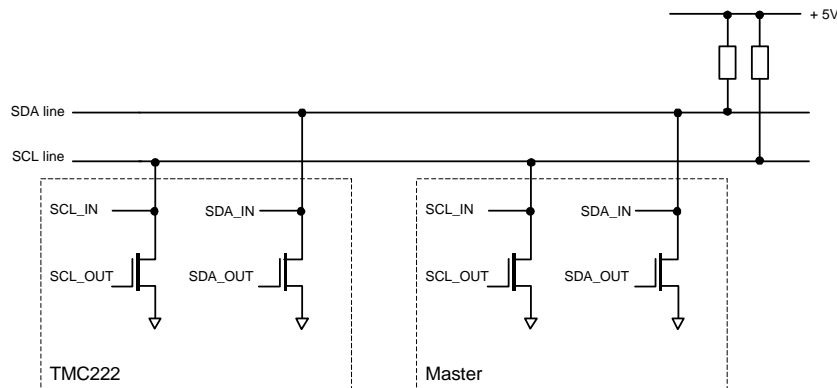 + 5V
SDA line
SCL line
SCL_IN
SDA_IN
SCL_IN
SDA_IN
SCL_OUT
SDA_OUT
SCL_OUT
SDA_OUT
TMC222
Master